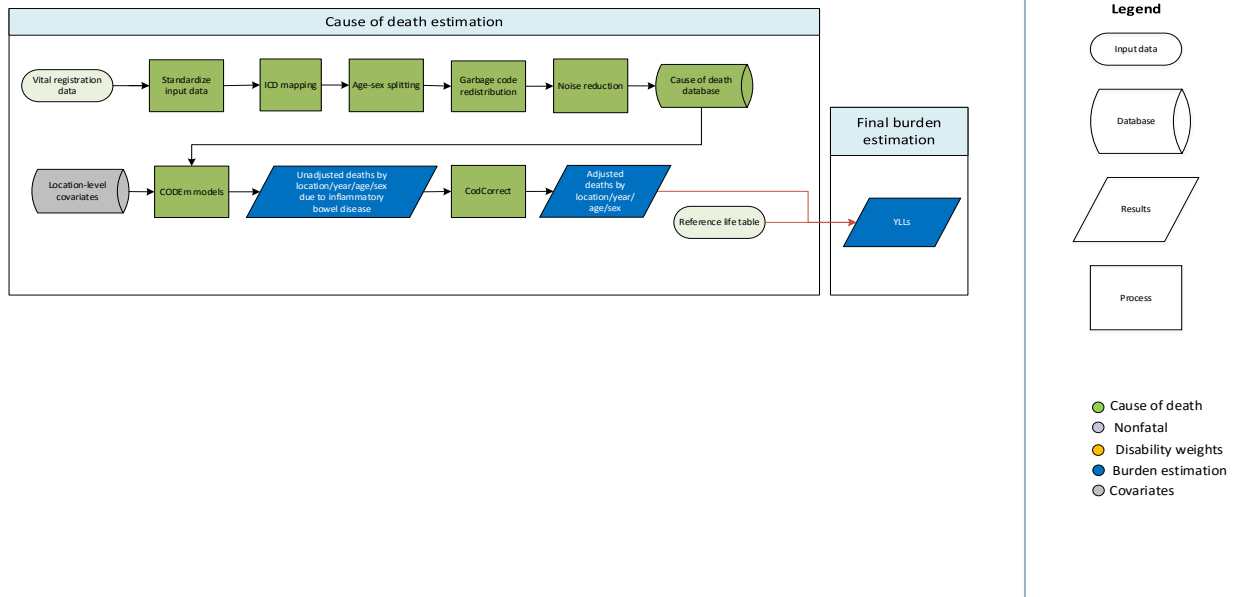 Cause of death estimation
Vital registration
data
Standardize
input data
ICD mapping
Age-sex splitting
Garbage code
redistribution
Noise reduction
Cause of death
database
Location-level
covariates
CODEm models
Unadjusted deaths by
location/year/age/sex
due to inflammatory
bowel disease
CodCorrect
Adjusted
deaths by
location/year/
age/sex
Reference life table
Final burden
estimation
YLLs
Legend
Input data
Database
Results
Process
Cause of death
Nonfatal
Disability weights
Burden estimation
Covariates